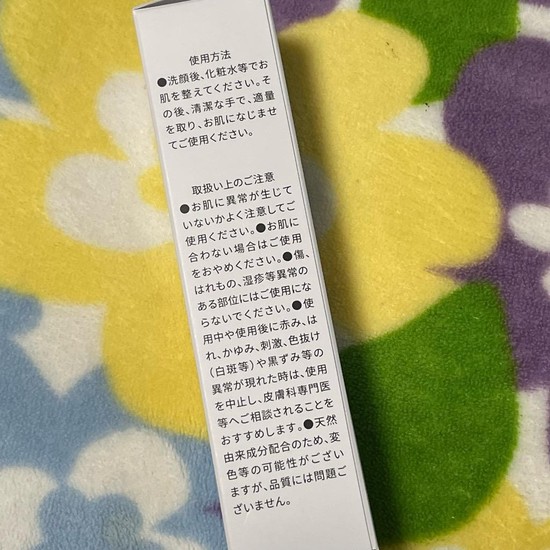 使用方法
●洗顔後、化粧水等でお
肌を整えてください。そ
の後、清潔な手で、適量
を取り、お肌になじませ
てご使用ください。
取扱い上のご注意
●お肌に異常が生じて
いないかよく注意してご
使用ください。●お肌に
合わない場合はご使用
をおやめください。●傷、
はれもの、湿疹等異常の
ある部位にはご使用にな
らないでください。●使
用中や使用後に赤み、は
れ、かゆみ、刺激、色抜け
（白斑等）や黒ずみ等の
異常が現れた時は、使用
を中止し、皮膚科専門医
等へご相談されることを
おすすめします。●天然
由来成分配合のため、変
色等の可能性がござい
ますが、品質には問題ご
ざいません。